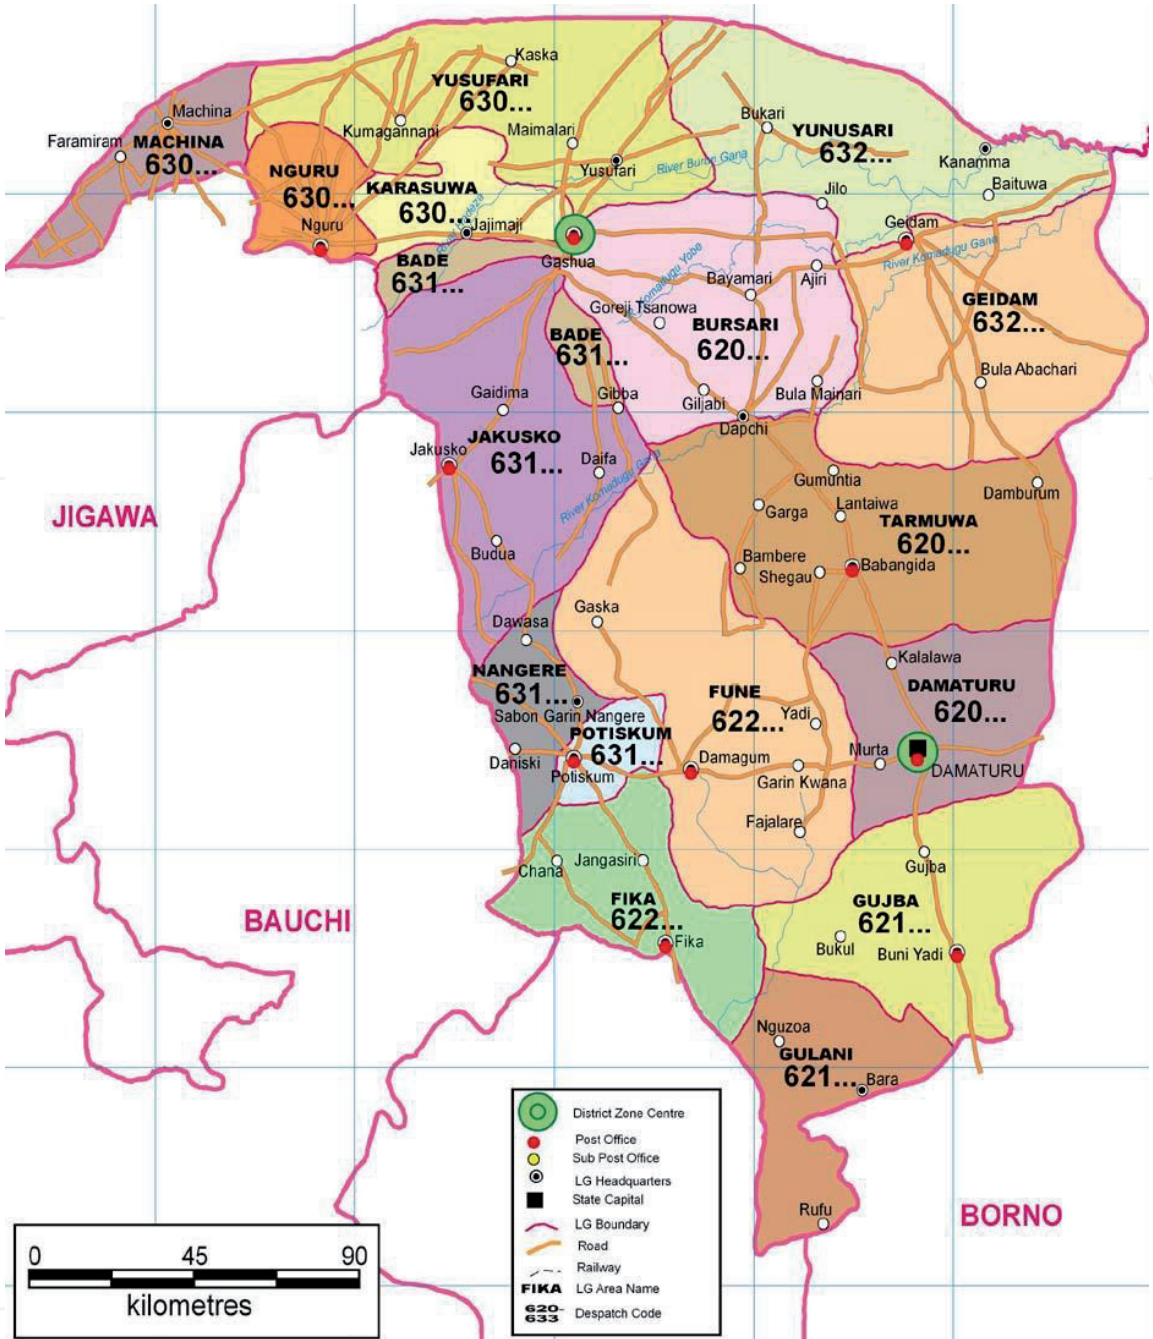 Kaska
YUSUFARI
630...
Machina
Faramiram
MACHINA
630...
Kumagannani
Maimalari
Bukari
YUNUSARI
632...
Kanamma
NGURU
630...
KARASUWA
630...
Yusufari
River Burun Gana
Baituwa
Jilo
Nguru
Jajimaji
Geidam
River Komadugu Gana
BADE
631...
Gashua
Komadugu Yobe
Bayamari
Ajiri
GEIDAM
632...
Goreji Tsanowa
BURSARI
620...
BADE
631...
Bula Abachari
Gaidima
Gibba
Giljabi
Bula Mainari
Dapchi
JAKUSKO
631...
Jakusko
Daifa
River Komadugu Gana
Gumuntia
Damburum
Garga
Lantaiwa
TARMUWA
620...
JIGAWA
Budua
Bambere
Shegau
Babangida
Gaska
Dawasa
Kalalawa
NANGERE
631...
Sabon Garin Nangere
FUNE
622...
Yadi
DAMATURU
620...
POTISKUM
631...
Daniski
Potiskum
Damagum
Garin Kwana
Murta
DAMATURU
Fajalare
Chana
Jangasiri
Gujba
FIKA
622...
Fika
GUJBA
621...
Bukul
Buni Yadi
BAUCHI
Nguzoa
GULANI
621...
Bara
Rufu
BORNO
District Zone Centre
Post Office
Sub Post Office
LG Headquarters
State Capital
LG Boundary
Road
Railway
FIKA LG Area Name
620-
633 Despatch Code
0 45 90
kilometres